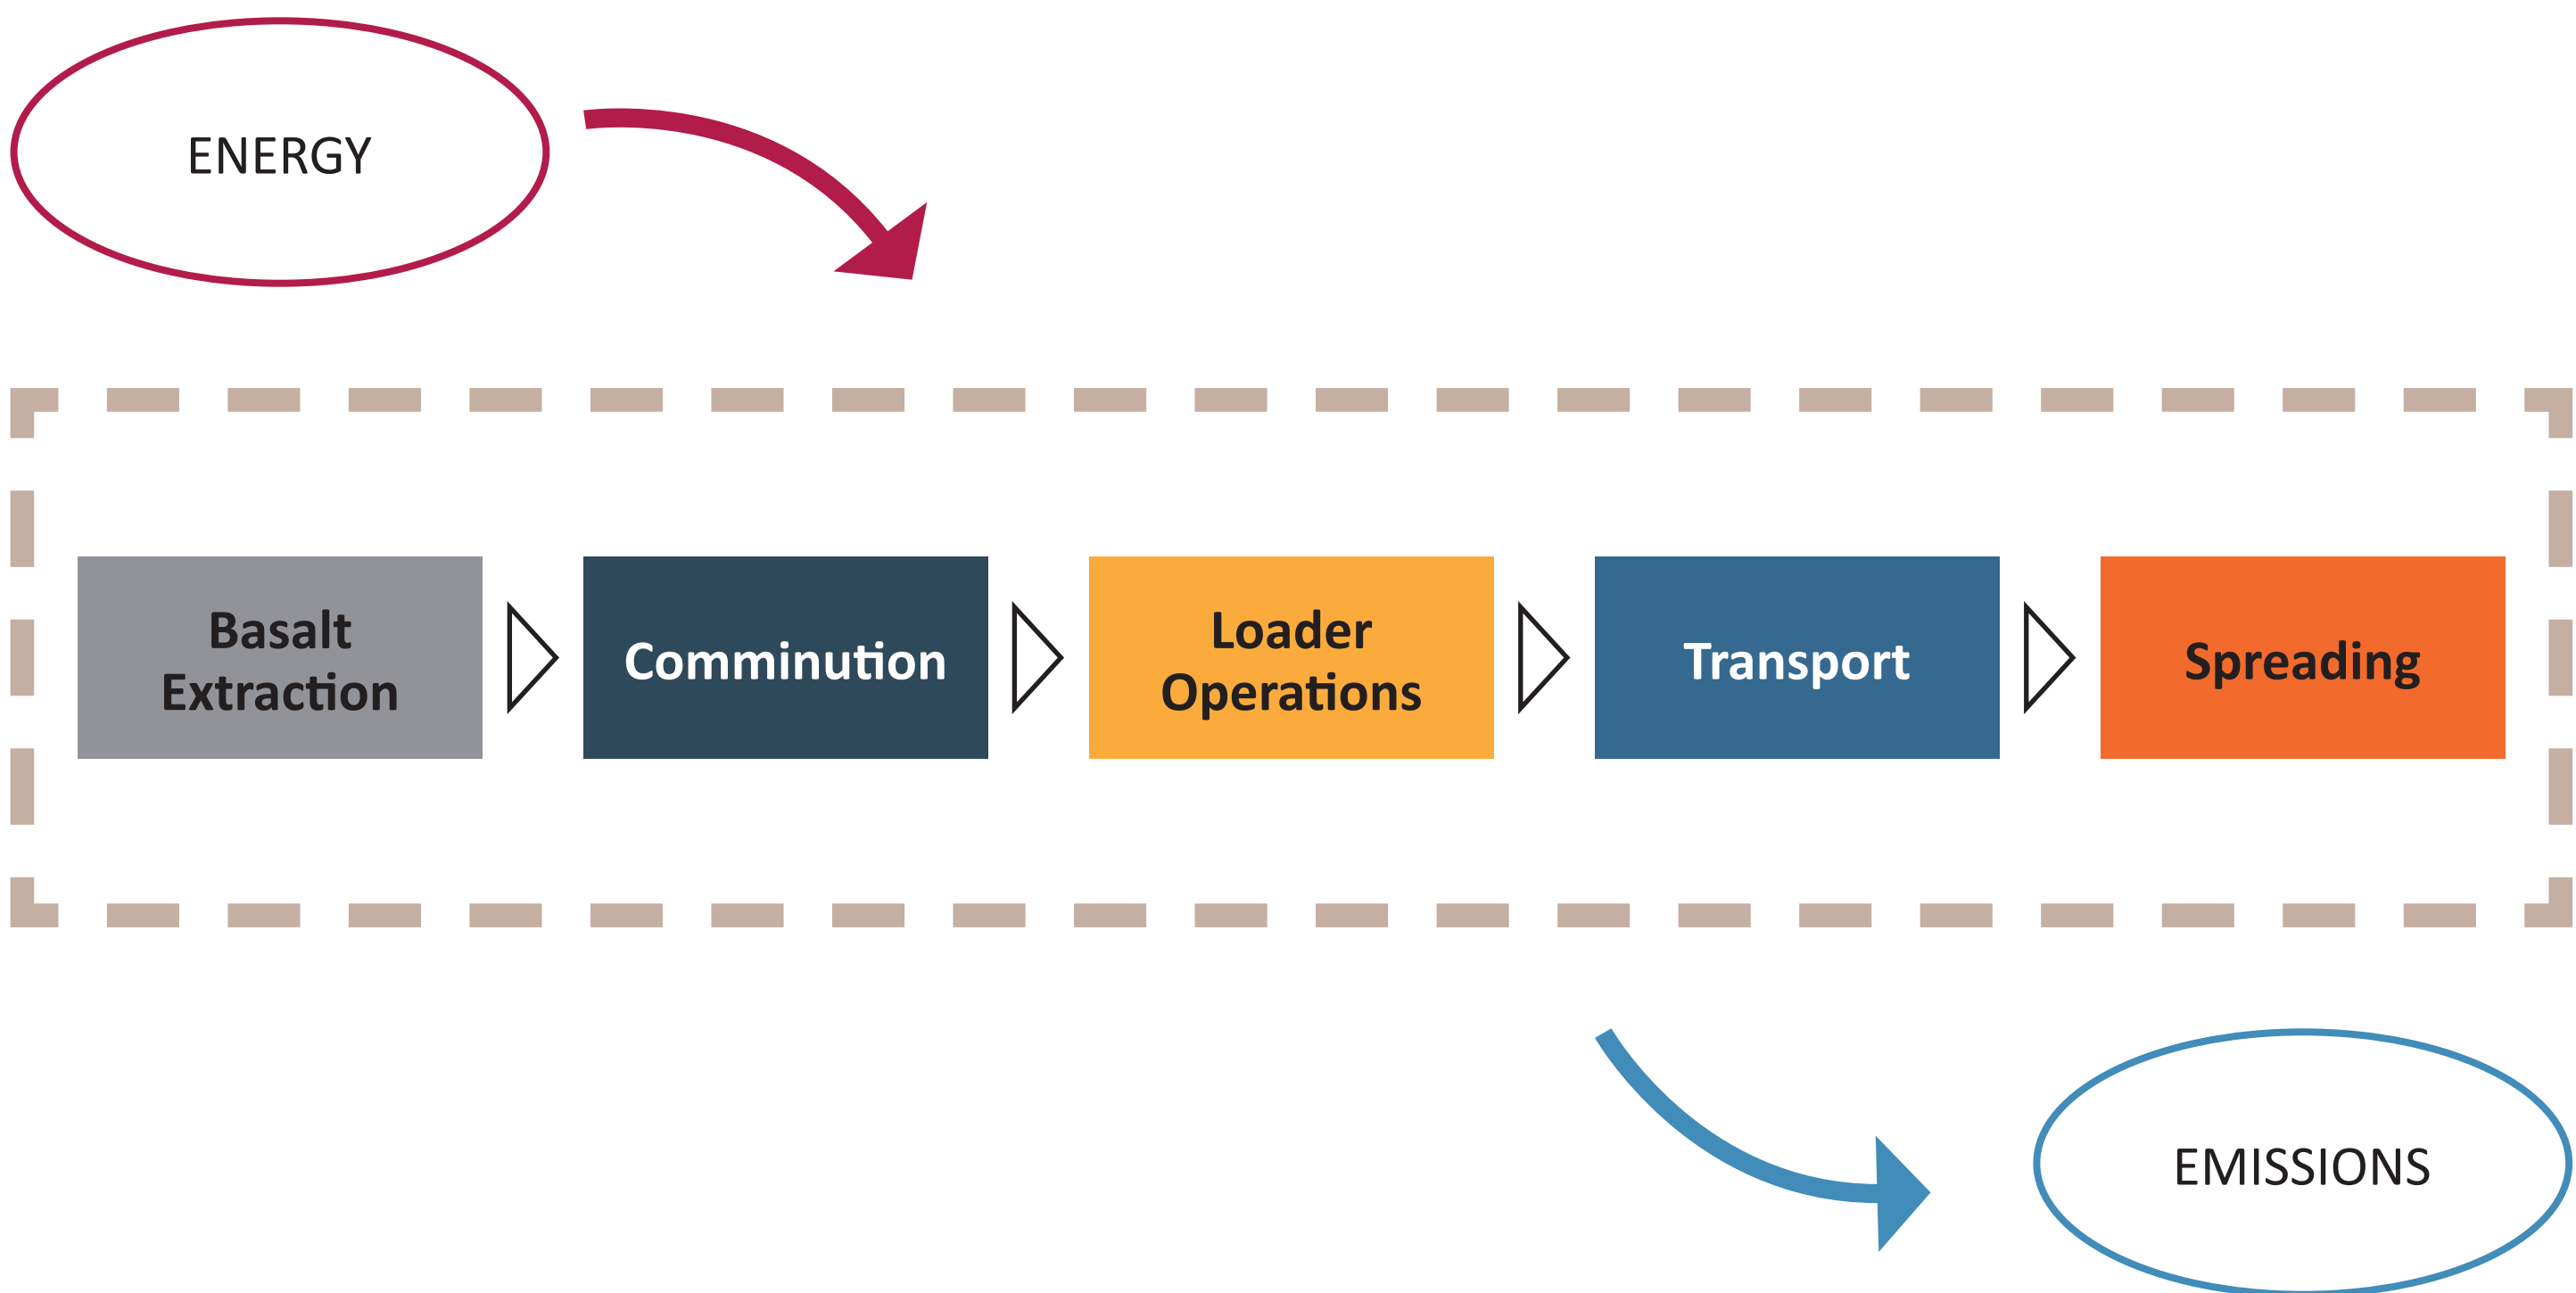 ENERGY
Basalt
Extraction
Comminution
Loader
Operations
Transport
Spreading
EMISSIONS